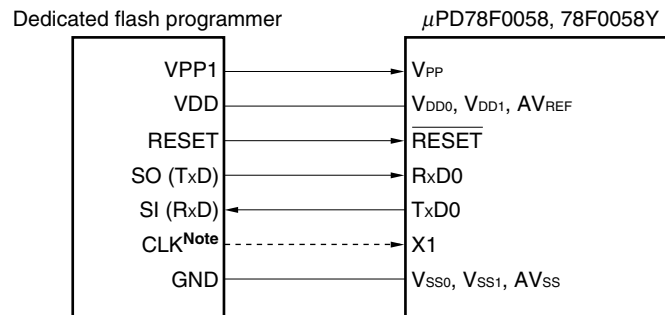 Dedicated flash programmer
μPD78F0058, 78F0058Y
VPP1
VPP
VDD
VDD0, VDD1, AVREF
RESET
RESET
SO (TxD)
RxD0
SI (RxD)
TxD0
CLKNote
X1
GND
VSS0, VSS1, AVSS